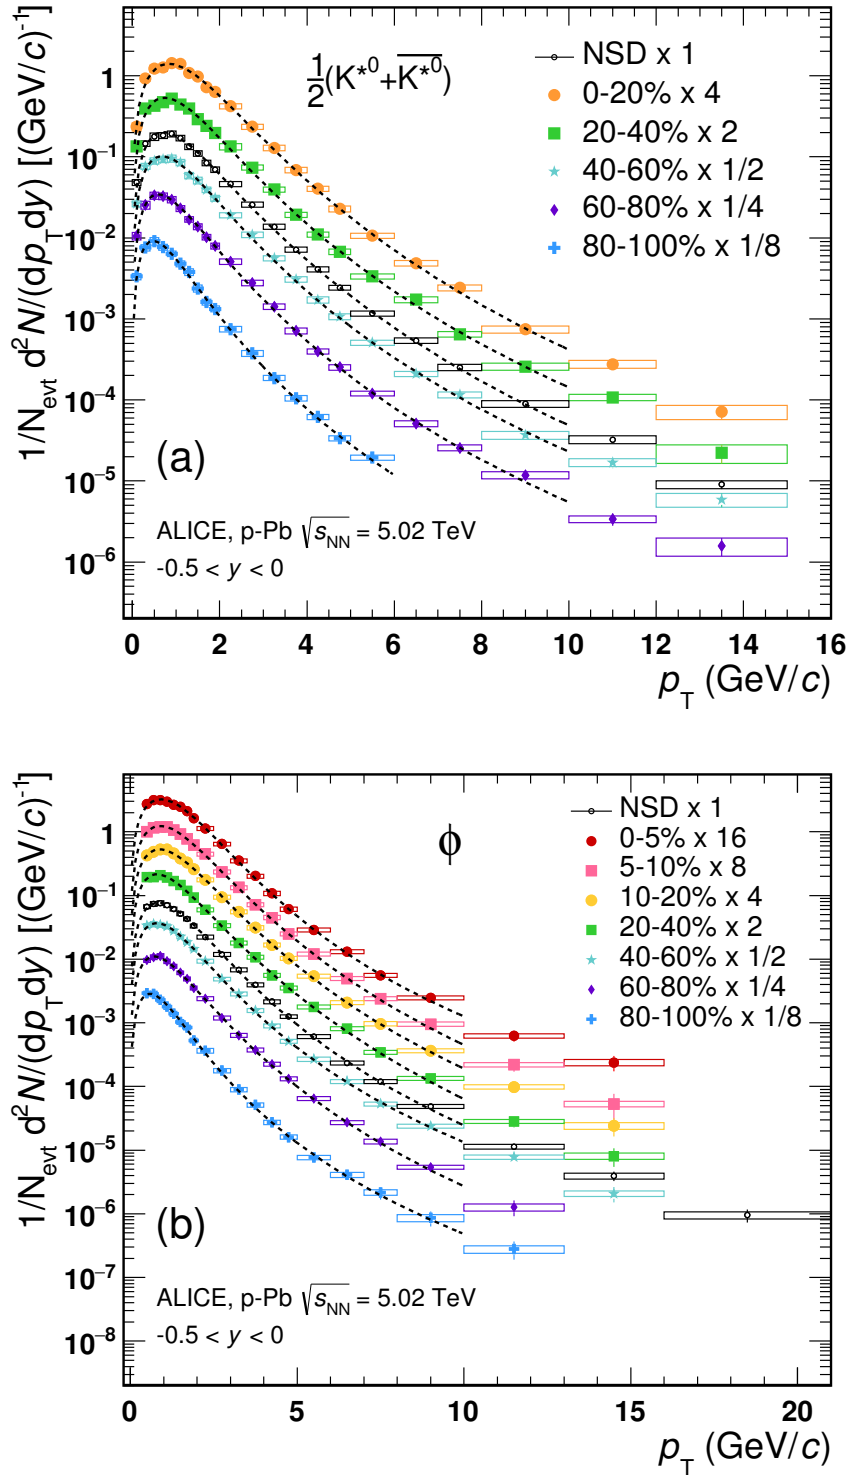 1/N_evt d²N/(dp_T dy) [(GeV/c)⁻¹]
½(K*⁰+K̅*̅⁰̅)
NSD x 1
0-20% x 4
20-40% x 2
40-60% x 1/2
60-80% x 1/4
80-100% x 1/8
1
10⁻¹
10⁻²
10⁻³
10⁻⁴
10⁻⁵
10⁻⁶
(a)
ALICE, p-Pb √s_NN = 5.02 TeV
-0.5 < y < 0
0 2 4 6 8 10 12 14 16
p_T (GeV/c)
1/N_evt d²N/(dp_T dy) [(GeV/c)⁻¹]
ϕ
NSD x 1
0-5% x 16
5-10% x 8
10-20% x 4
20-40% x 2
40-60% x 1/2
60-80% x 1/4
80-100% x 1/8
1
10⁻¹
10⁻²
10⁻³
10⁻⁴
10⁻⁵
10⁻⁶
10⁻⁷
10⁻⁸
(b)
ALICE, p-Pb √s_NN = 5.02 TeV
-0.5 < y < 0
0 5 10 15 20
p_T (GeV/c)